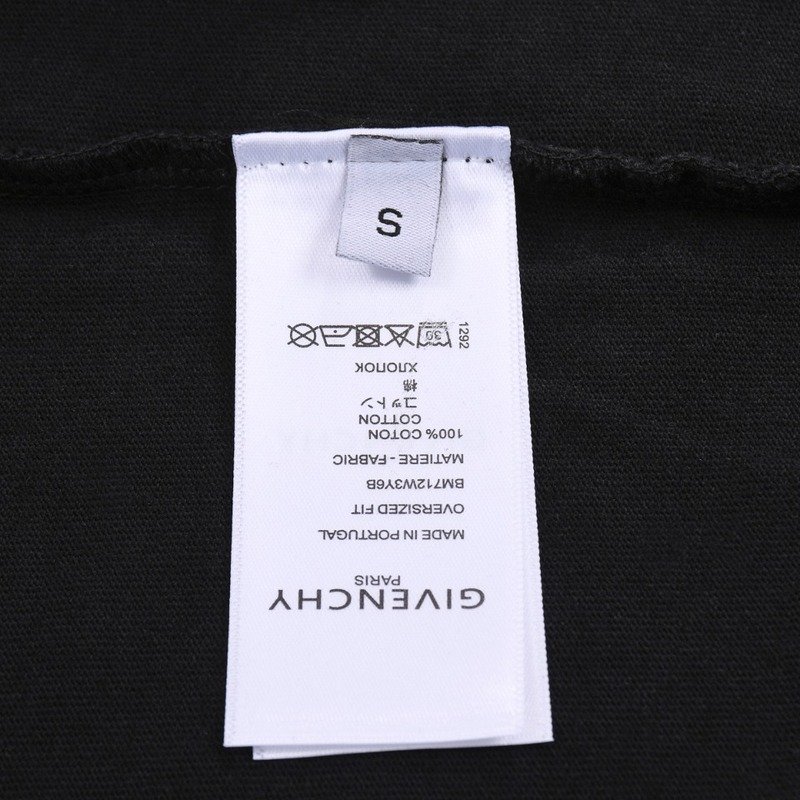 GIVENCHY
PARIS
MADE IN PORTUGAL
OVERSIZED FIT
BM712W3Y6B
MATIERE - FABRIC
100% COTON
COTTON
コットン
棉
ХЛОПОК
30
1292
S